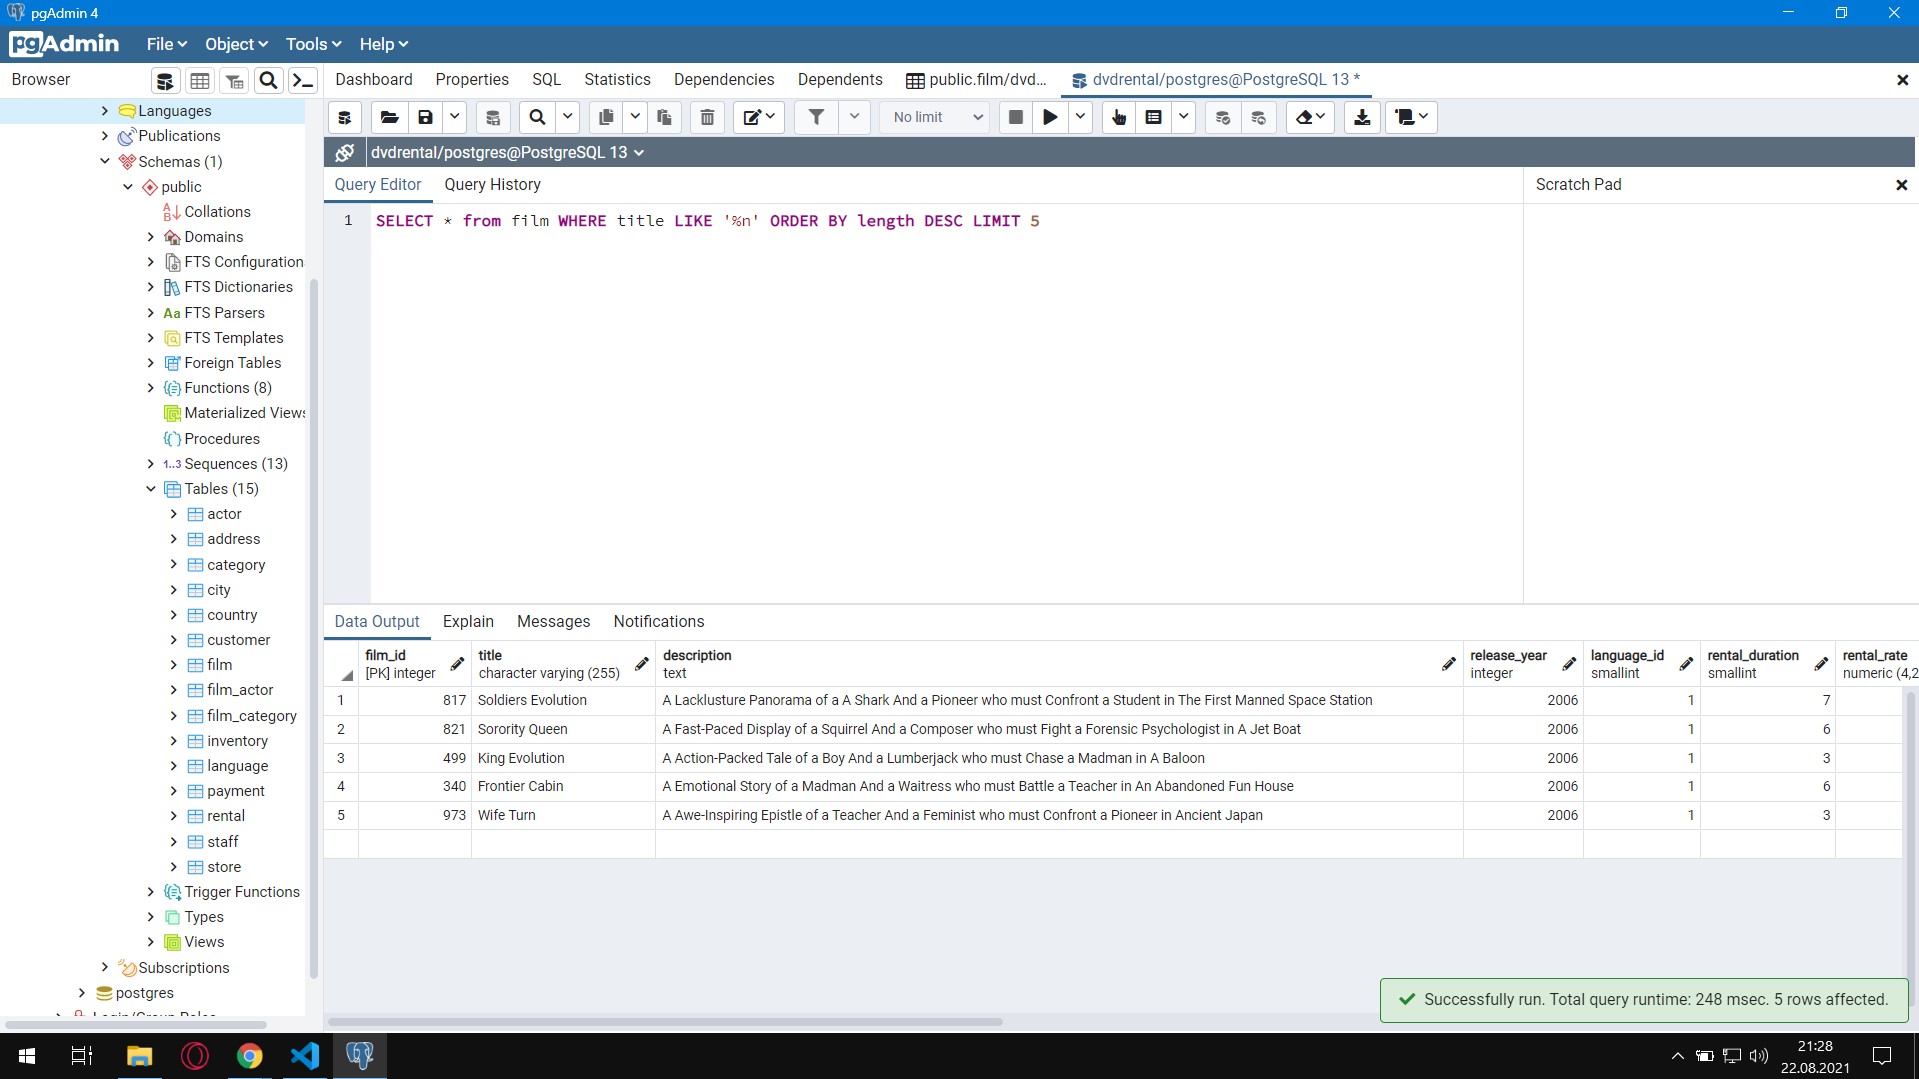 pgAdmin 4
pgAdmin File Object Tools Help
Browser
Dashboard Properties SQL Statistics Dependencies Dependents public.film/dvd... dvdrental/postgres@PostgreSQL 13 *
No limit
dvdrental/postgres@PostgreSQL 13
Query Editor Query History
Scratch Pad
1 SELECT * from film WHERE title LIKE '%n' ORDER BY length DESC LIMIT 5
Languages
Publications
Schemas (1)
public
Collations
Domains
FTS Configuration
FTS Dictionaries
Aa FTS Parsers
FTS Templates
Foreign Tables
Functions (8)
Materialized Views
Procedures
1..3 Sequences (13)
Tables (15)
actor
address
category
city
country
customer
film
film_actor
film_category
inventory
language
payment
rental
staff
store
Trigger Functions
Types
Views
Subscriptions
postgres
Login/Group Roles
Data Output Explain Messages Notifications
film_id title description release_year language_id rental_duration rental_rate
[PK] integer character varying (255) text integer smallint smallint numeric (4,2
1 817 Soldiers Evolution A Lacklusture Panorama of a A Shark And a Pioneer who must Confront a Student in The First Manned Space Station 2006 1 7
2 821 Sorority Queen A Fast-Paced Display of a Squirrel And a Composer who must Fight a Forensic Psychologist in A Jet Boat 2006 1 6
3 499 King Evolution A Action-Packed Tale of a Boy And a Lumberjack who must Chase a Madman in A Baloon 2006 1 3
4 340 Frontier Cabin A Emotional Story of a Madman And a Waitress who must Battle a Teacher in An Abandoned Fun House 2006 1 6
5 973 Wife Turn A Awe-Inspiring Epistle of a Teacher And a Feminist who must Confront a Pioneer in Ancient Japan 2006 1 3
Successfully run. Total query runtime: 248 msec. 5 rows affected.
21:28
22.08.2021